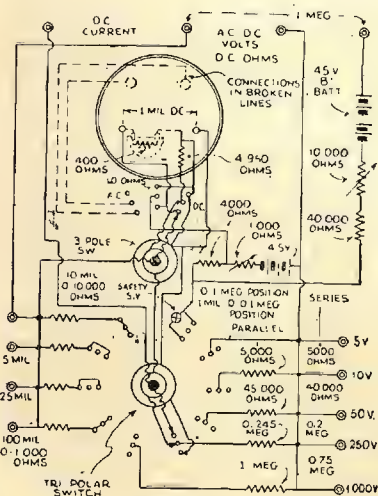 DC
CURRENT
1 MEG
AC DC
VOLTS
DC OHMS
CONNECTIONS
IN BROKEN
LINES
45 V
B
BATT
1 MIL DC
10 000
OHMS
400
OHMS
4 950
OHMS
40 000
OHMS
10 OHMS
A.C
D.C.
4000
OHMS
1 000
OHMS
4.5V
3 POLE
SW
10 MIL
0 10,000
OHMS
SAFETY
S.V
0 1 MEG POSITION
1 MIL 0 0 1 MEG
POSITION
PARALLEL
SERIES
5 MIL
5,000
OHMS
5000
OHMS
5V
10V
25 MIL
45 000
OHMS
40 000
OHMS
50 V.
0.245
MEG
0.2
MEG
250V
100 MIL
0-1 000
OHMS
1 MEG
0 75
MEG
1000V
TRI POLAR
SWITCH